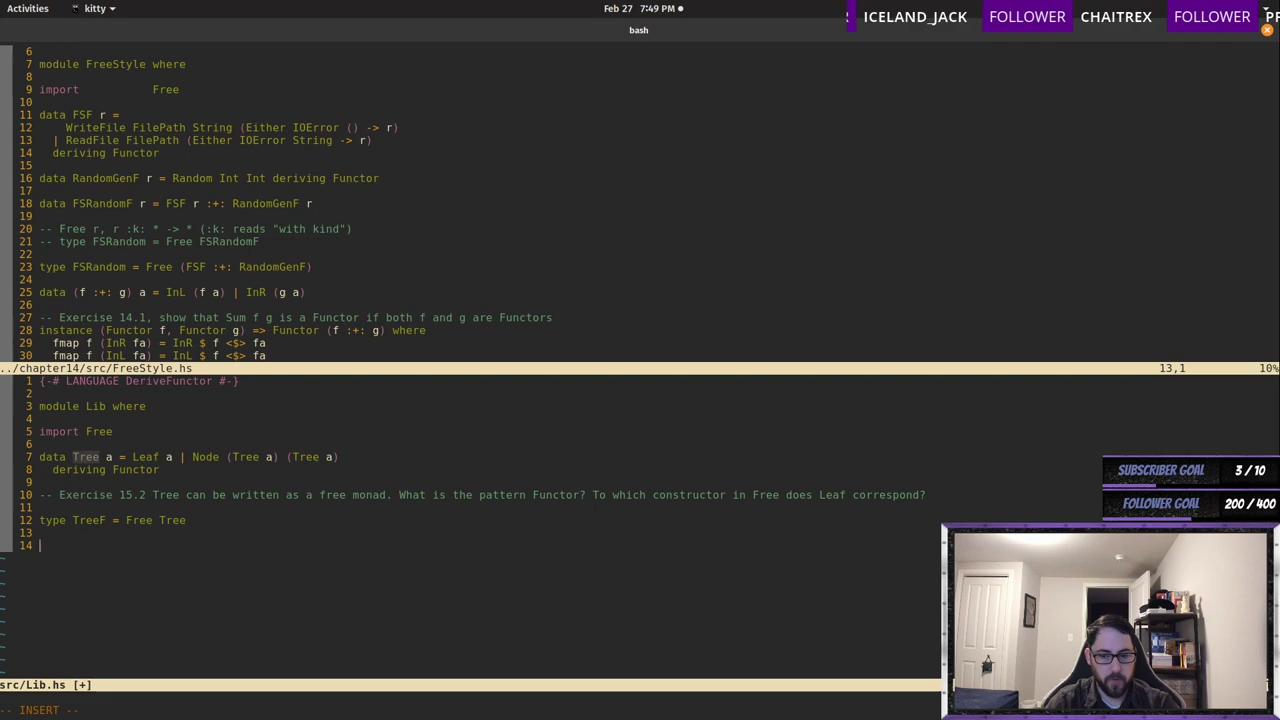 Activities
kitty
Feb 27 7:49 PM
ICELAND_JACK FOLLOWER CHAITREX FOLLOWER
bash
6
7 module FreeStyle where
8
9 import           Free
10
11 data FSF r =
12     WriteFile FilePath String (Either IOError () -> r)
13   | ReadFile FilePath (Either IOError String -> r)
14   deriving Functor
15
16 data RandomGenF r = Random Int Int deriving Functor
17
18 data FSRandomF r = FSF r :+: RandomGenF r
19
20 -- Free r, r :k: * -> * (:k: reads "with kind")
21 -- type FSRandom = Free FSRandomF
22
23 type FSRandom = Free (FSF :+: RandomGenF)
24
25 data (f :+: g) a = InL (f a) | InR (g a)
26
27 -- Exercise 14.1, show that Sum f g is a Functor if both f and g are Functors
28 instance (Functor f, Functor g) => Functor (f :+: g) where
29   fmap f (InR fa) = InR $ f <$> fa
30   fmap f (InL fa) = InL $ f <$> fa
../chapter14/src/FreeStyle.hs 13,1 10%
1 {-# LANGUAGE DeriveFunctor #-}
2
3 module Lib where
4
5 import Free
6
7 data Tree a = Leaf a | Node (Tree a) (Tree a)
8   deriving Functor
9
10 -- Exercise 15.2 Tree can be written as a free monad. What is the pattern Functor? To which constructor in Free does Leaf correspond?
11
12 type TreeF = Free Tree
13
14
~
~
~
~
~
~
~
~
~
~
src/Lib.hs [+]
-- INSERT --
SUBSCRIBER GOAL 3 / 10
FOLLOWER GOAL 200 / 400